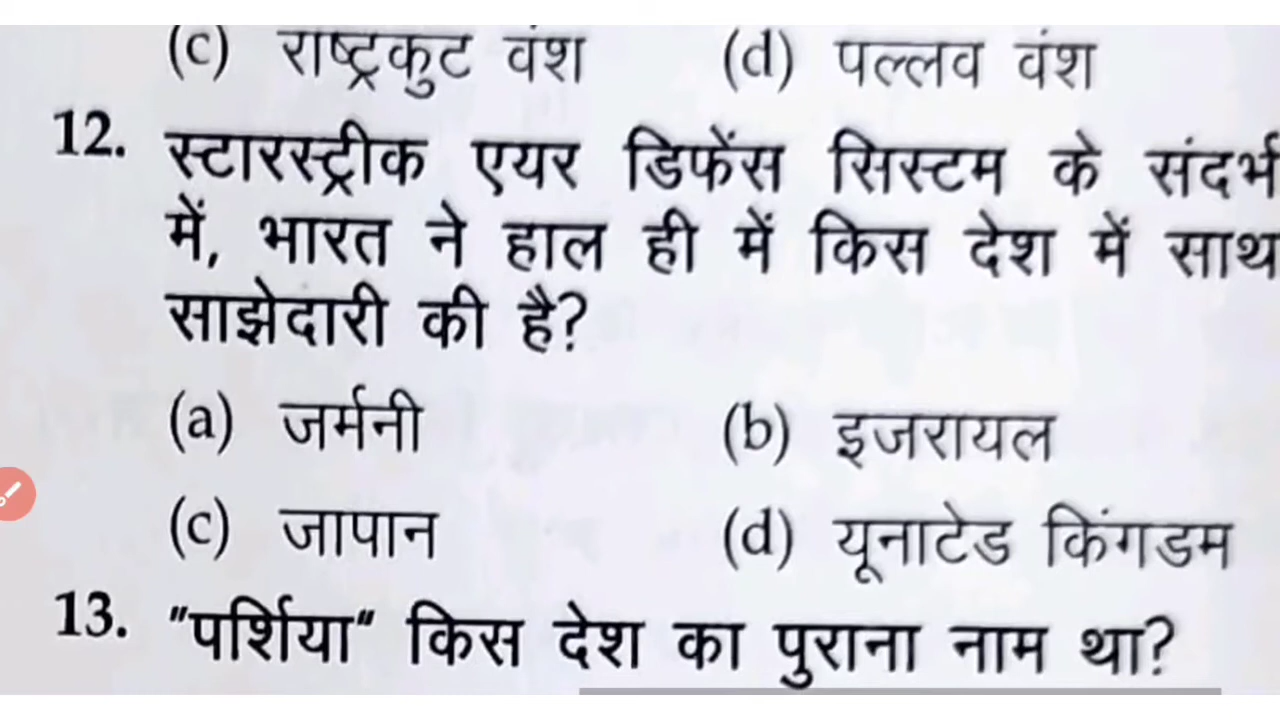 (c) राष्ट्रकुट वंश (d) पल्लव वंश
12. स्टारस्ट्रीक एयर डिफेंस सिस्टम के संदर्भ
में, भारत ने हाल ही में किस देश में साथ
साझेदारी की है?
(a) जर्मनी (b) इजरायल
(c) जापान (d) यूनाटेड किंगडम
13. "पर्शिया" किस देश का पुराना नाम था?